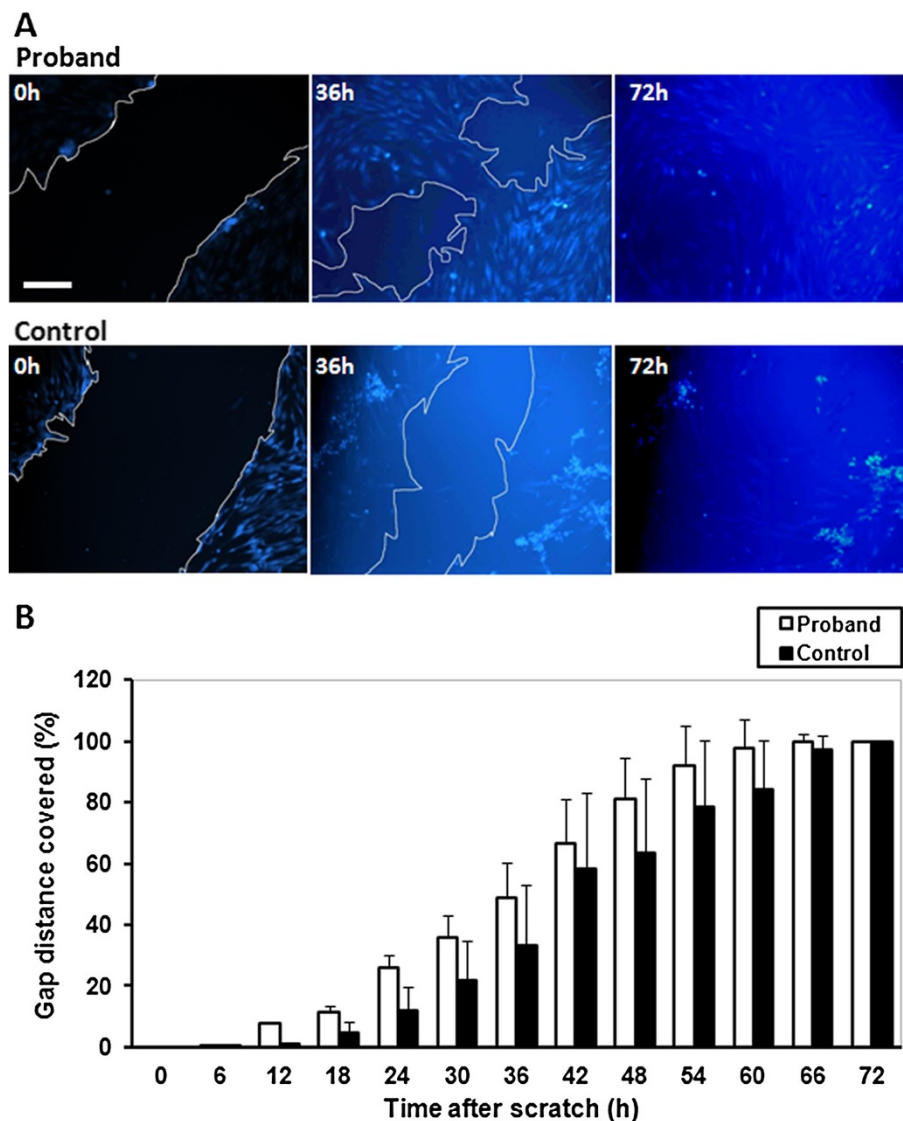 A
Proband
0h 36h 72h
Control
0h 36h 72h
B
Proband
Control
120
100
80
60
40
20
0
Gap distance covered (%)
0 6 12 18 24 30 36 42 48 54 60 66 72
Time after scratch (h)